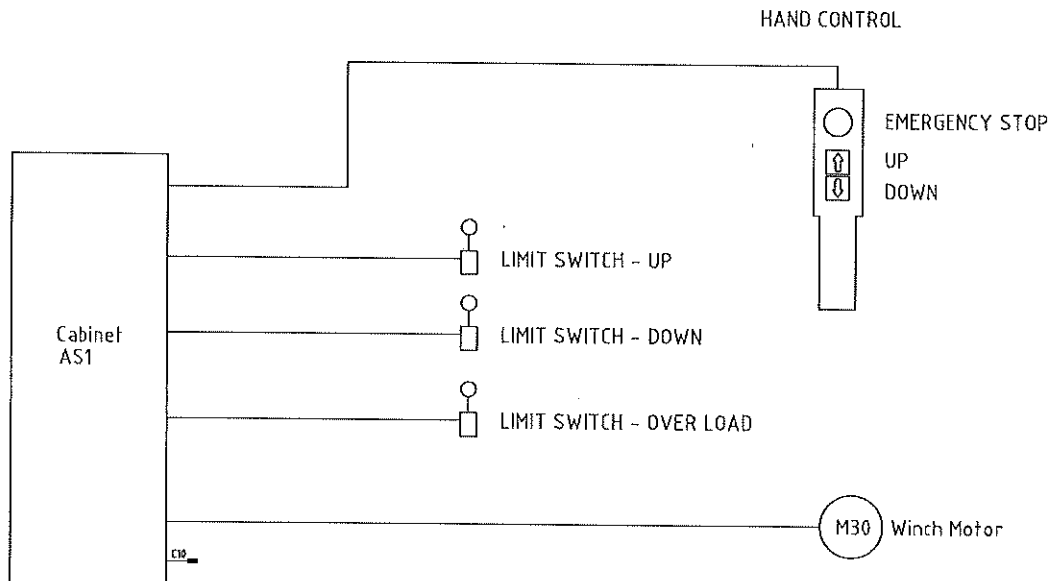 HAND CONTROL
EMERGENCY STOP
UP
DOWN
LIMIT SWITCH - UP
LIMIT SWITCH - DOWN
LIMIT SWITCH - OVER LOAD
Cabinet
AS1
M30 Winch Motor
C10